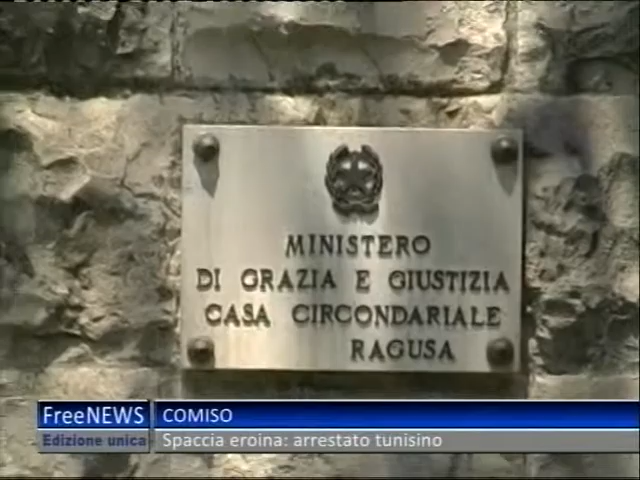 MINISTERO
DI GRAZIA E GIUSTIZIA
CASA CIRCONDARIALE
RAGUSA
FreeNEWS COMISO
Edizione unica Spaccia eroina: arrestato tunisino